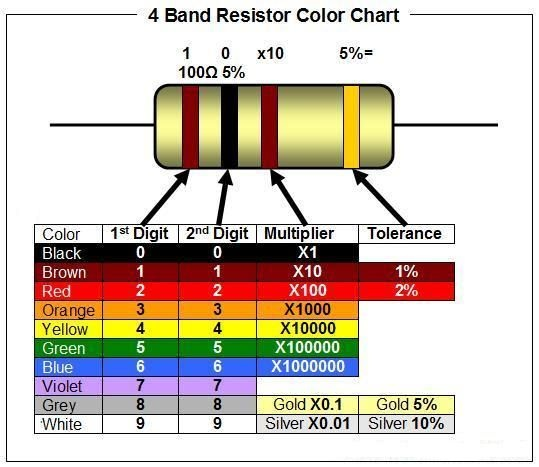 4 Band Resistor Color Chart
1 0 x10 5%=
100Ω 5%
Color 1st Digit 2nd Digit Multiplier Tolerance
Black 0 0 X1
Brown 1 1 X10 1%
Red 2 2 X100 2%
Orange 3 3 X1000
Yellow 4 4 X10000
Green 5 5 X100000
Blue 6 6 X1000000
Violet 7 7
Grey 8 8 Gold X0.1 Gold 5%
White 9 9 Silver X0.01 Silver 10%